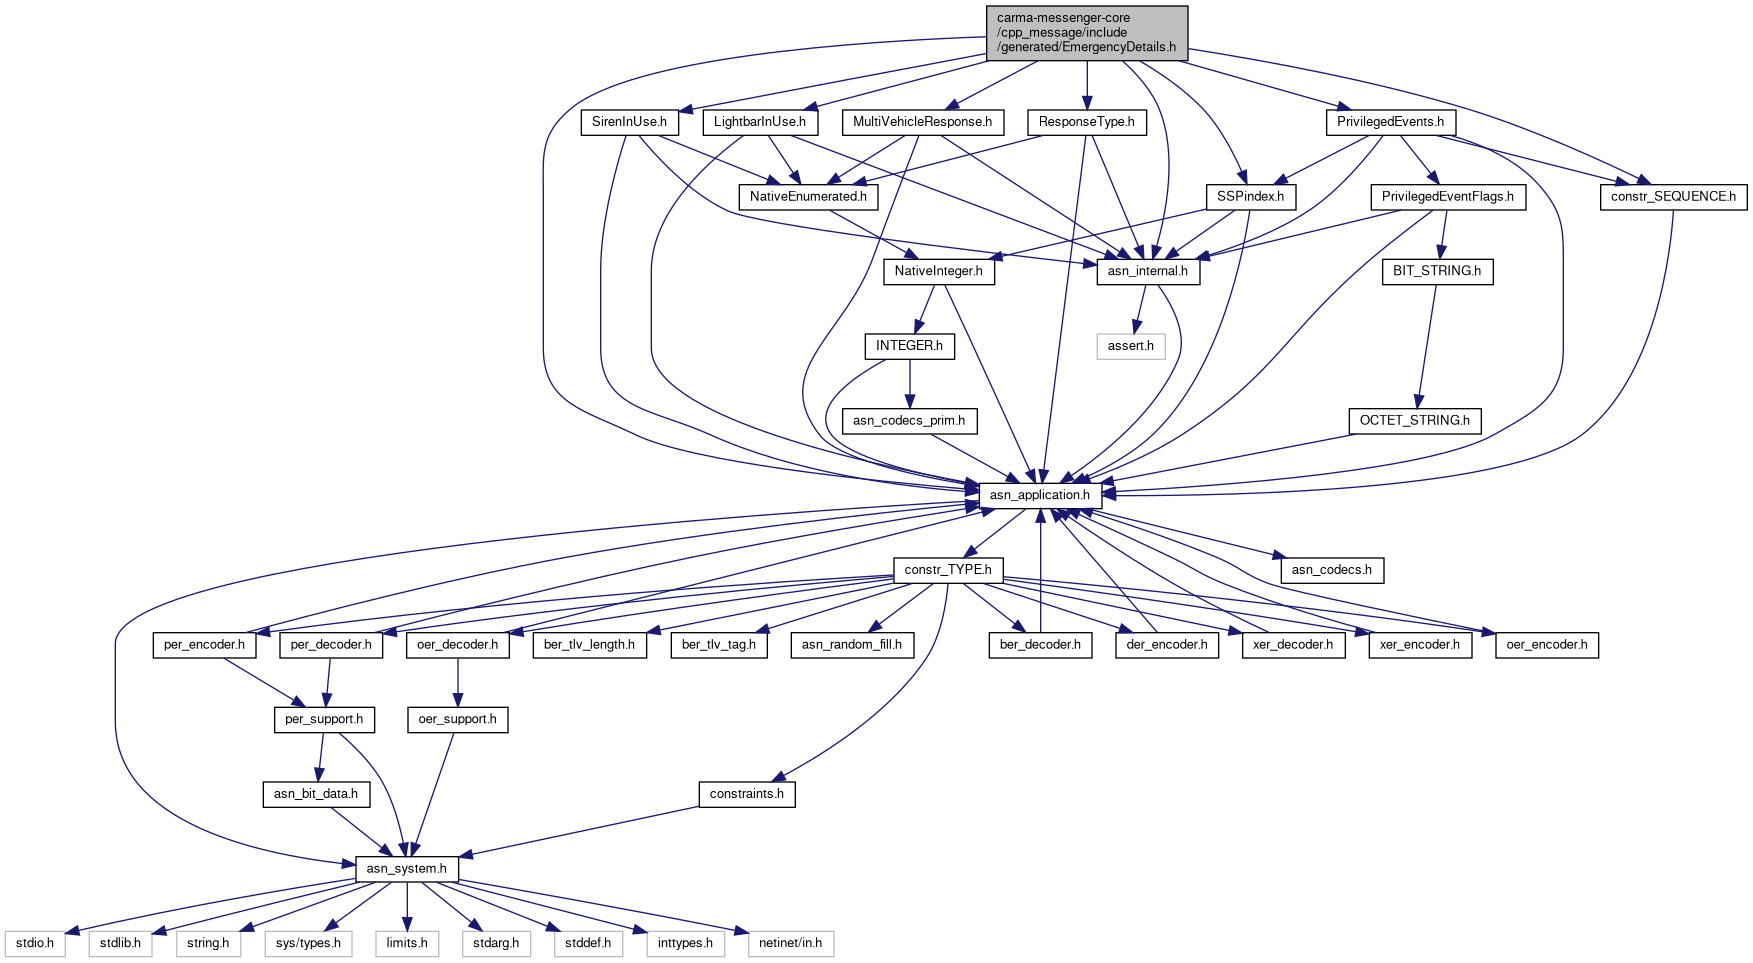 carma-messenger-core
/cpp_message/include
/generated/EmergencyDetails.h
SirenInUse.h
LightbarInUse.h
MultiVehicleResponse.h
ResponseType.h
PrivilegedEvents.h
NativeEnumerated.h
SSPindex.h
PrivilegedEventFlags.h
constr_SEQUENCE.h
NativeInteger.h
asn_internal.h
BIT_STRING.h
INTEGER.h
assert.h
asn_codecs_prim.h
OCTET_STRING.h
asn_application.h
constr_TYPE.h
asn_codecs.h
per_encoder.h
per_decoder.h
oer_decoder.h
ber_tlv_length.h
ber_tlv_tag.h
asn_random_fill.h
ber_decoder.h
der_encoder.h
xer_decoder.h
xer_encoder.h
oer_encoder.h
per_support.h
oer_support.h
asn_bit_data.h
constraints.h
asn_system.h
stdio.h
stdlib.h
string.h
sys/types.h
limits.h
stdarg.h
stddef.h
inttypes.h
netinet/in.h